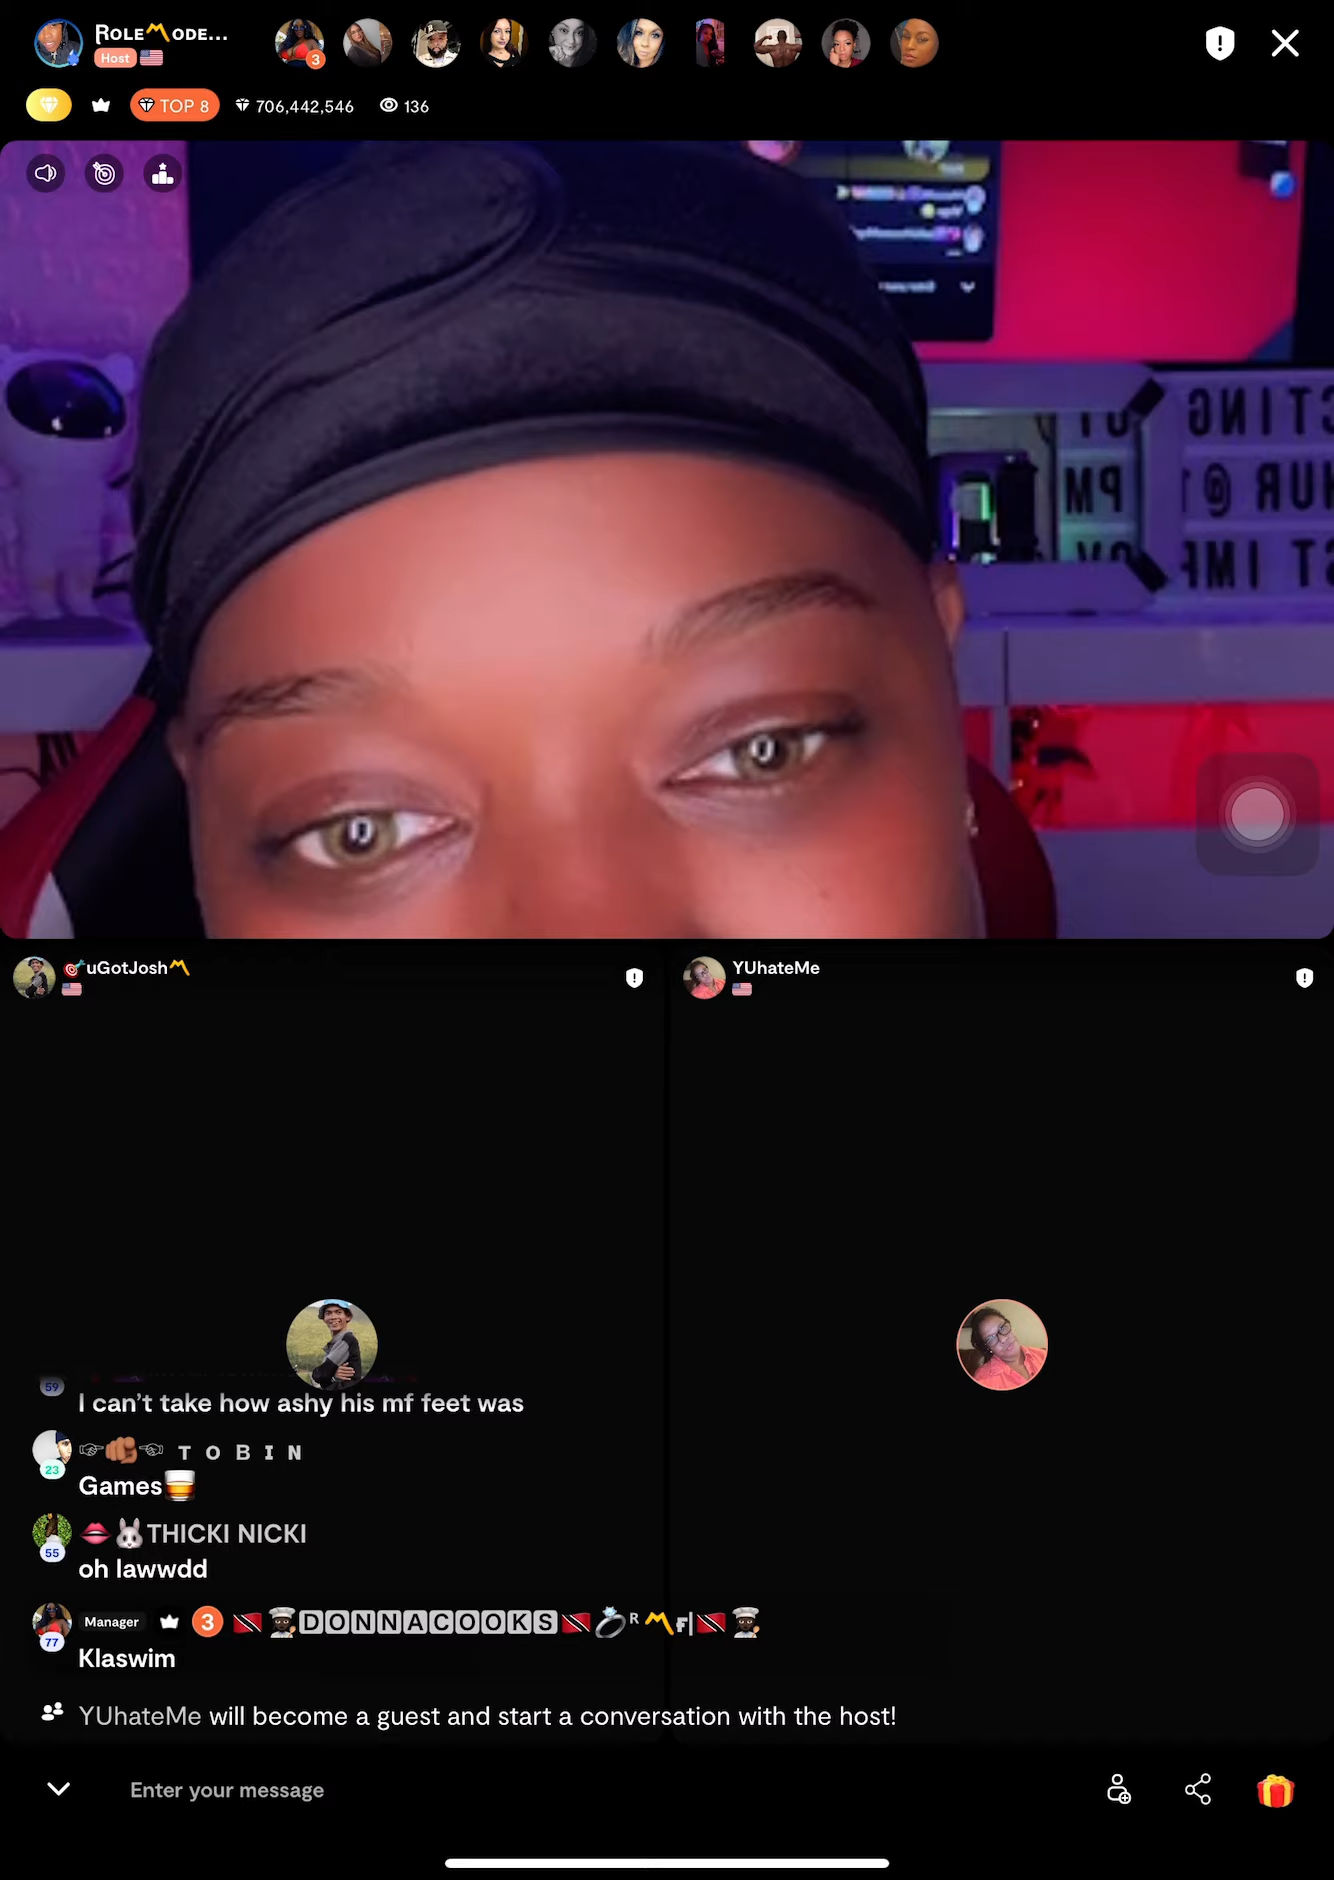 ROLE〽️ODE...
Host
3
TOP 8
706,442,546
136
🎯uGotJosh〽️
YUhateMe
59
I can't take how ashy his mf feet was
T O B I N
23
Games🥃
👄🐰THICKI NICKI
55
oh lawwdd
Manager 3 🇹🇹👨🏿‍🍳DONNACOOKS🇹🇹💍ᴿ〽️ꜰ|🇹🇹👨🏿‍🍳
77
Klaswim
YUhateMe will become a guest and start a conversation with the host!
Enter your message